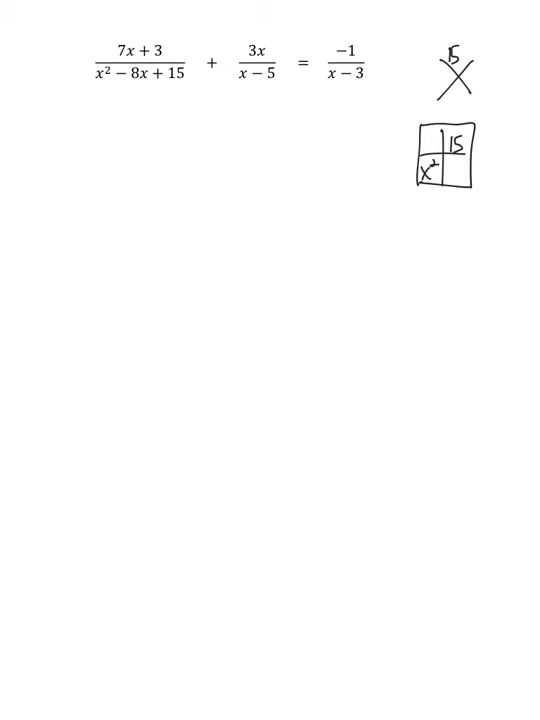 7x + 3 / x² − 8x + 15 + 3x / x − 5 = −1 / x − 3
15
15
x²